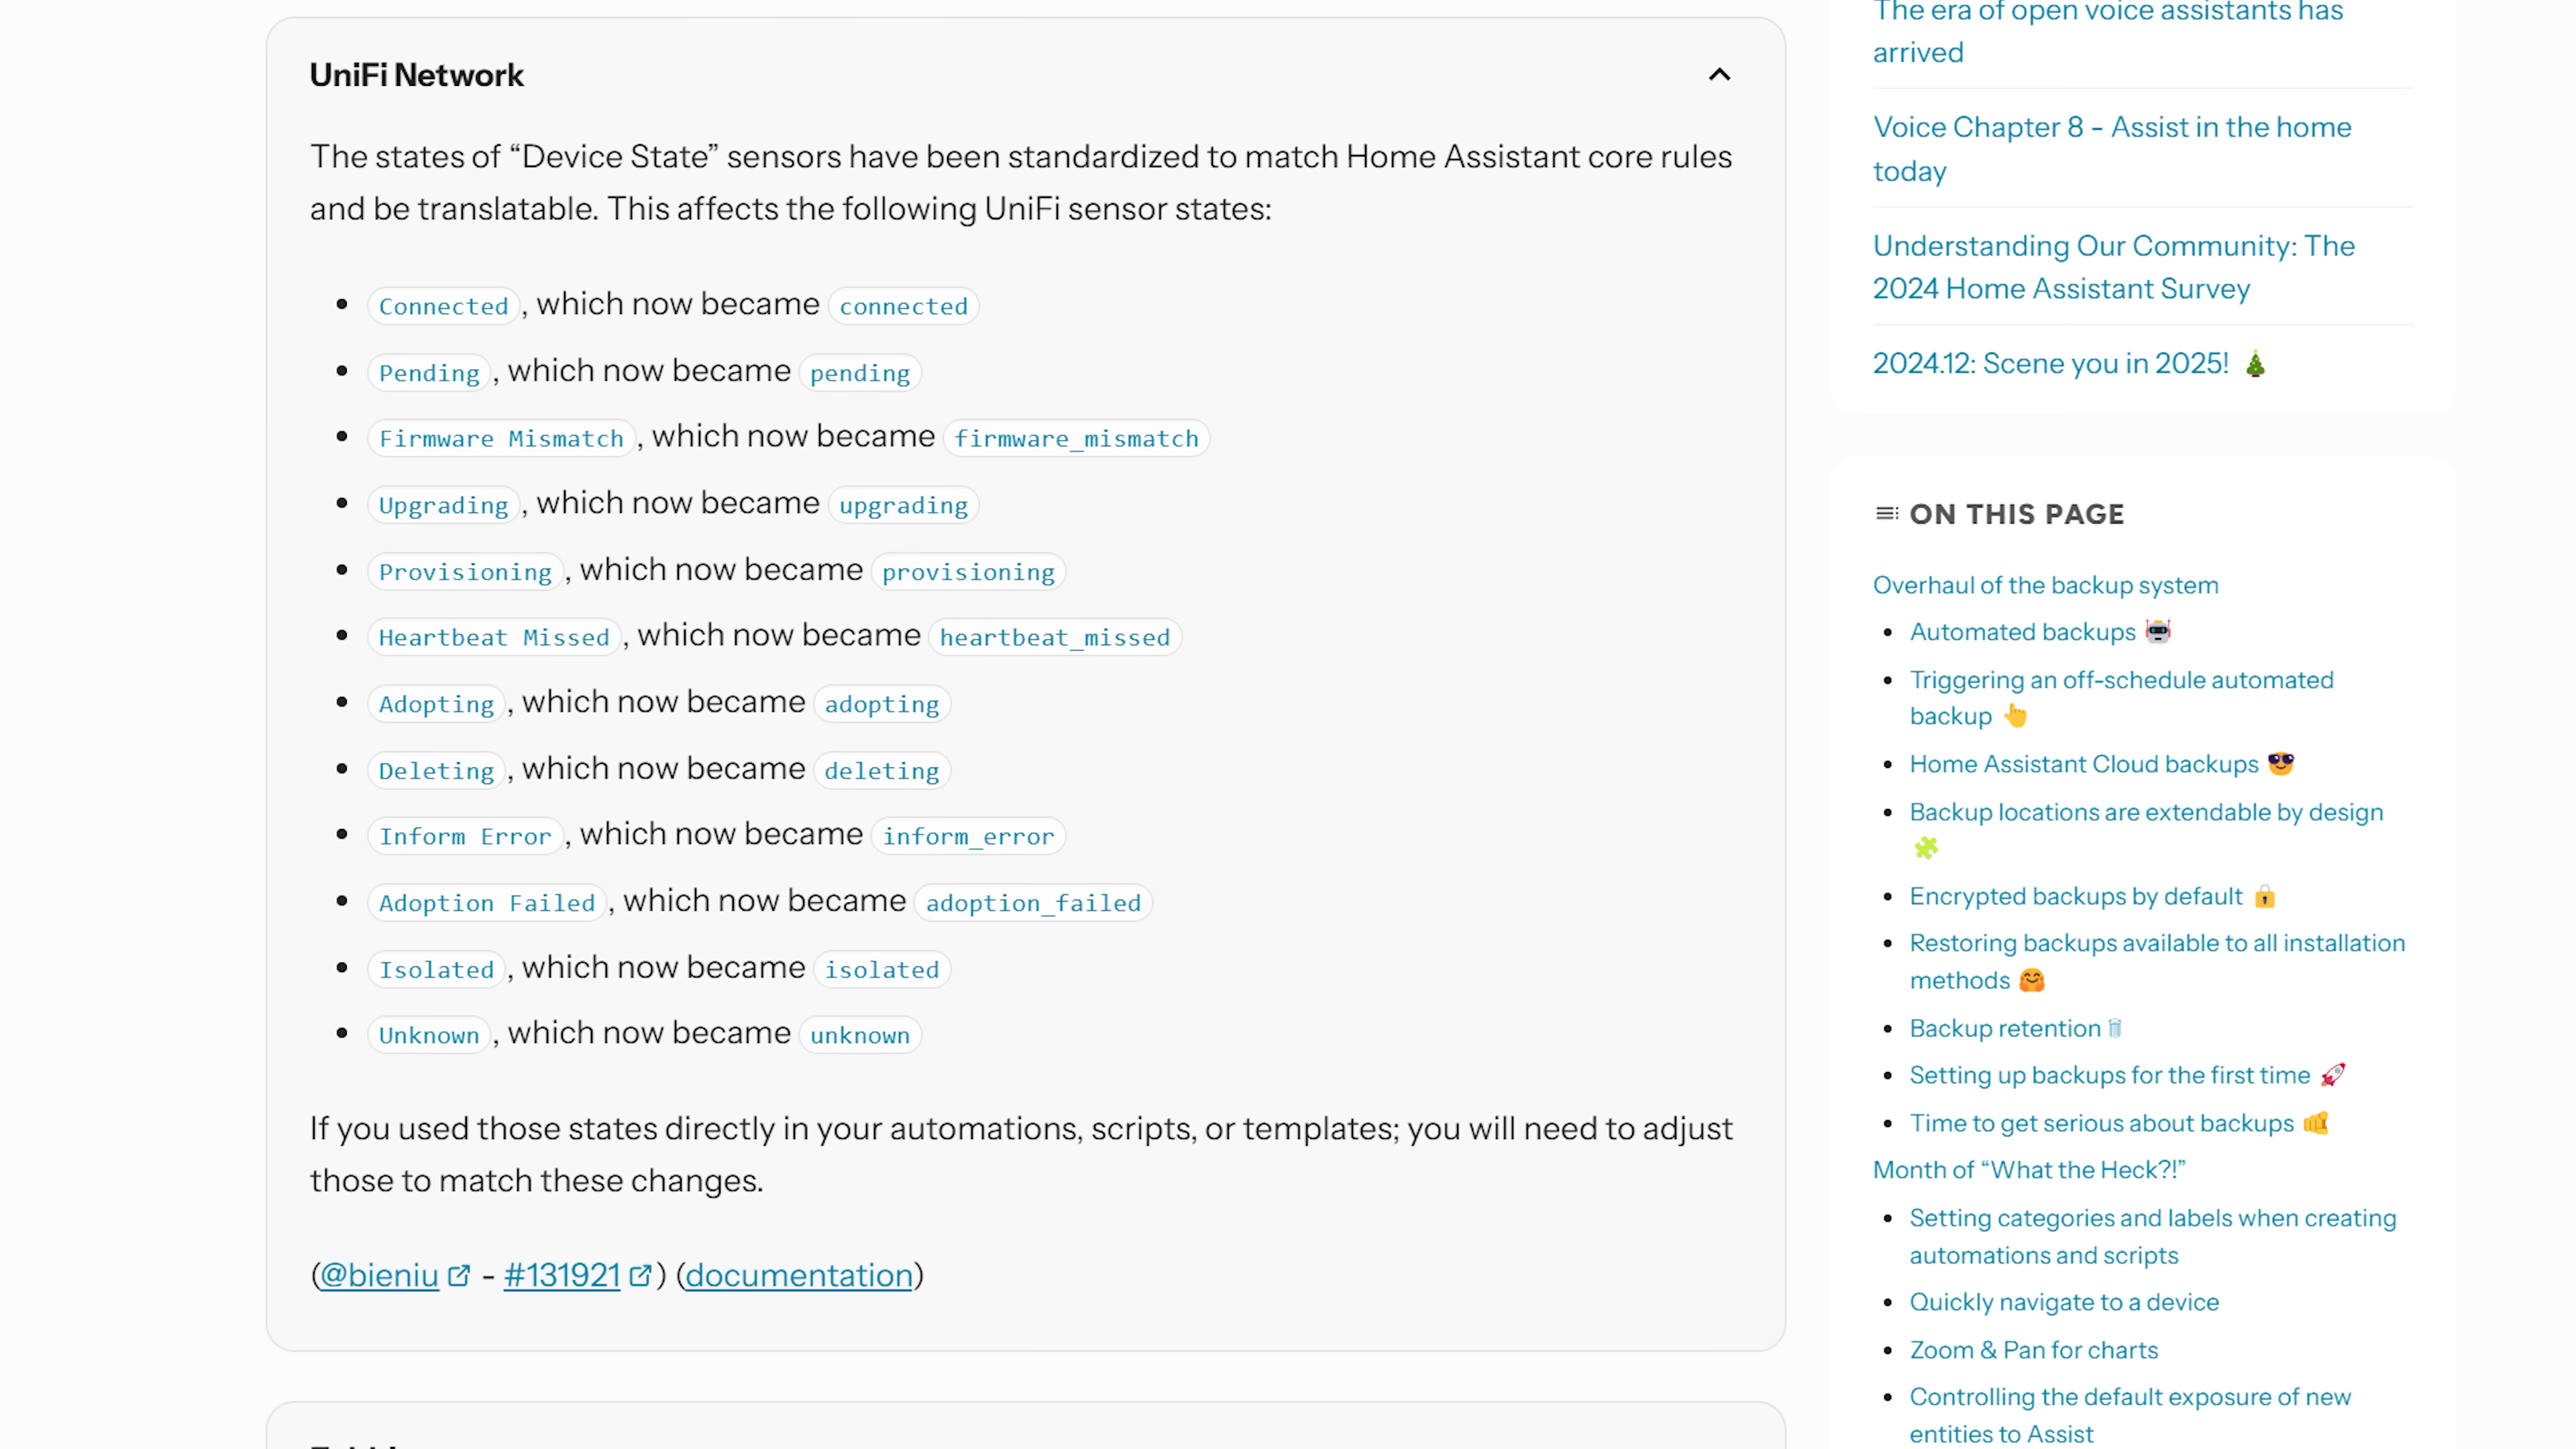 UniFi Network
The states of “Device State” sensors have been standardized to match Home Assistant core rules
and be translatable. This affects the following UniFi sensor states:
Connected, which now became connected
Pending, which now became pending
Firmware Mismatch, which now became firmware_mismatch
Upgrading, which now became upgrading
Provisioning, which now became provisioning
Heartbeat Missed, which now became heartbeat_missed
Adopting, which now became adopting
Deleting, which now became deleting
Inform Error, which now became inform_error
Adoption Failed, which now became adoption_failed
Isolated, which now became isolated
Unknown, which now became unknown
If you used those states directly in your automations, scripts, or templates; you will need to adjust
those to match these changes.
(@bieniu - #131921) (documentation)
The era of open voice assistants has
arrived
Voice Chapter 8 - Assist in the home
today
Understanding Our Community: The
2024 Home Assistant Survey
2024.12: Scene you in 2025! 🎄
ON THIS PAGE
Overhaul of the backup system
Automated backups 🤖
Triggering an off-schedule automated
backup 👆
Home Assistant Cloud backups 😎
Backup locations are extendable by design
🧩
Encrypted backups by default 🔒
Restoring backups available to all installation
methods 🤗
Backup retention 🗑️
Setting up backups for the first time 🚀
Time to get serious about backups 🫵
Month of “What the Heck?!”
Setting categories and labels when creating
automations and scripts
Quickly navigate to a device
Zoom & Pan for charts
Controlling the default exposure of new
entities to Assist